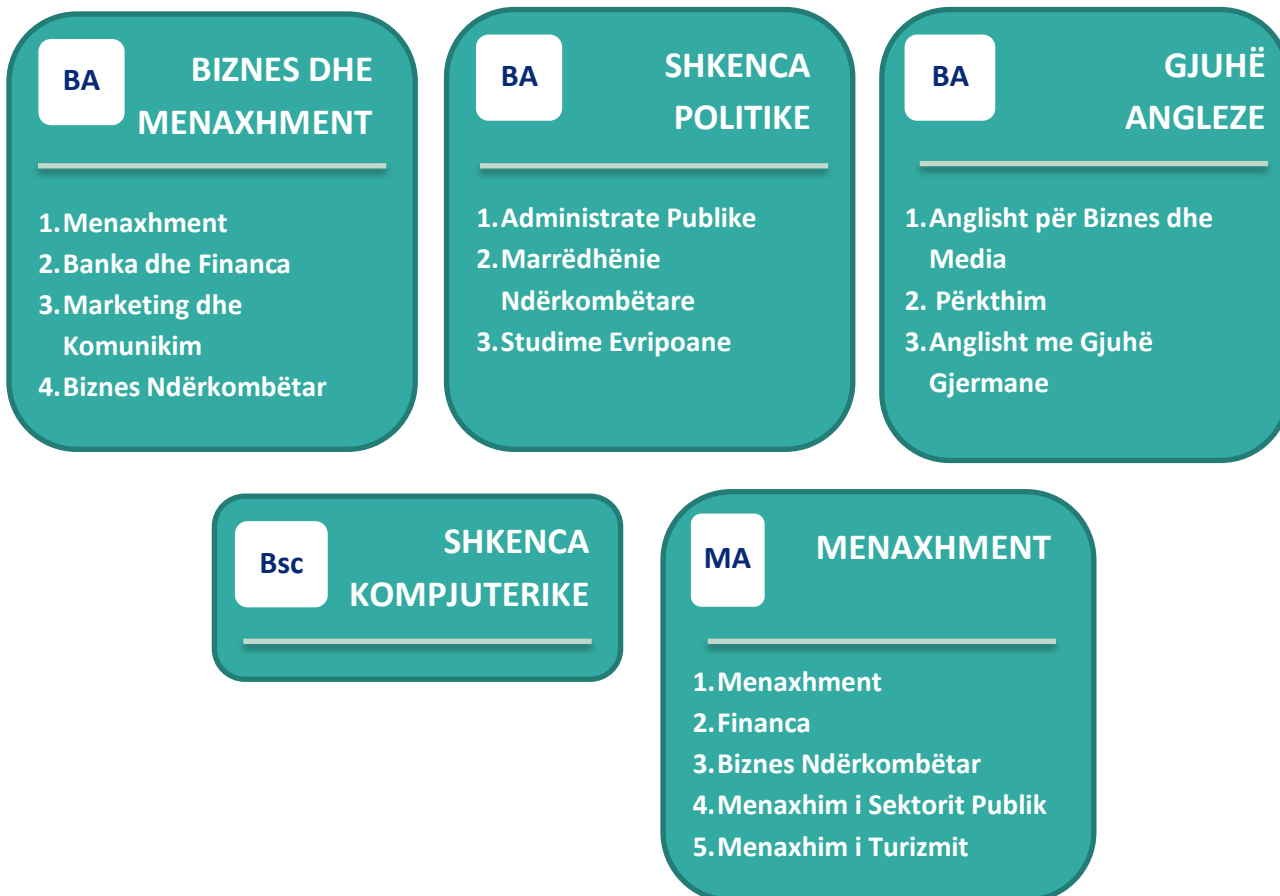 BA
BIZNES DHE
MENAXHMENT
1.Menaxhment
2.Banka dhe Financa
3.Marketing dhe
Komunikim
4.Biznes Ndërkombëtar
BA
SHKENCA
POLITIKE
1.Administrate Publike
2.Marrëdhënie
Ndërkombëtare
3.Studime Evripoane
BA
GJUHË
ANGLEZE
1.Anglisht për Biznes dhe
Media
2. Përkthim
3.Anglisht me Gjuhë
Gjermane
Bsc
SHKENCA
KOMPJUTERIKE
MA
MENAXHMENT
1.Menaxhment
2.Financa
3.Biznes Ndërkombëtar
4.Menaxhim i Sektorit Publik
5.Menaxhim i Turizmit